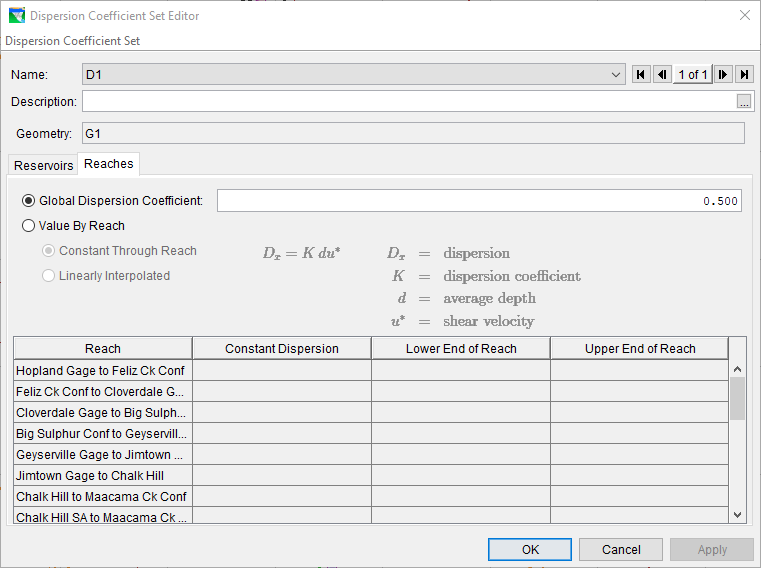 Dispersion Coefficient Set Editor
Dispersion Coefficient Set
Name: D1 1 of 1
Description: ...
Geometry: G1
Reservoirs Reaches
Global Dispersion Coefficient: 0.500
Value By Reach
Constant Through Reach
Linearly Interpolated
Dₓ = K du*
Dₓ = dispersion
K = dispersion coefficient
d = average depth
u* = shear velocity
Reach Constant Dispersion Lower End of Reach Upper End of Reach
Hopland Gage to Feliz Ck Conf
Feliz Ck Conf to Cloverdale G...
Cloverdale Gage to Big Sulph...
Big Sulphur Conf to Geyservill...
Geyserville Gage to Jimtown ...
Jimtown Gage to Chalk Hill
Chalk Hill to Maacama Ck Conf
Chalk Hill SA to Maacama Ck ...
OK Cancel Apply